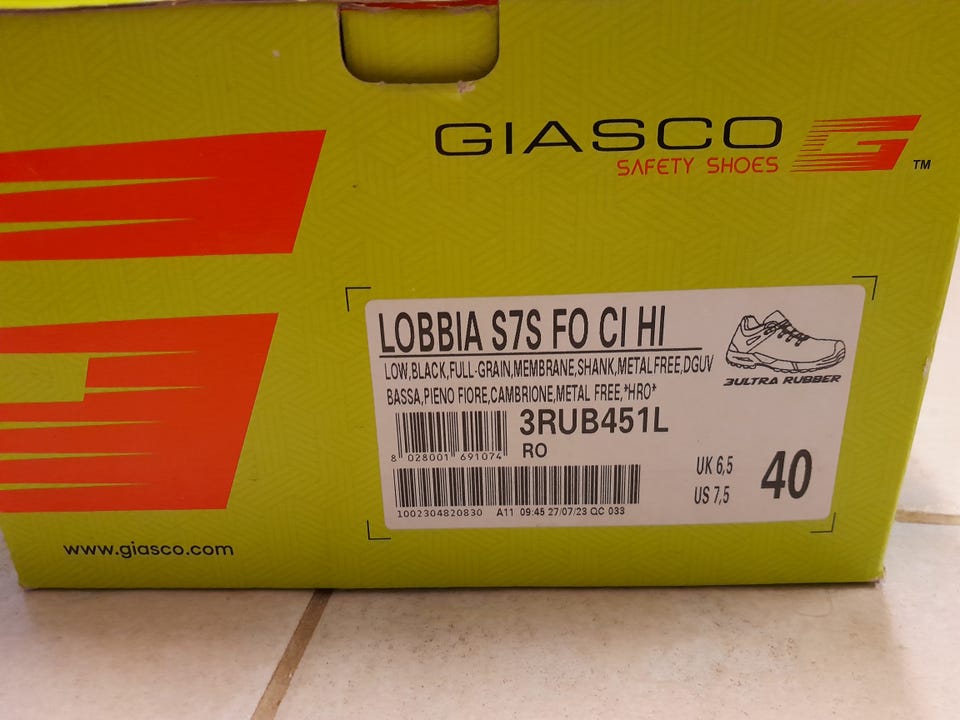 GIASCO
SAFETY SHOES
TM
LOBBIA S7S FO CI HI
LOW,BLACK,FULL-GRAIN,MEMBRANE,SHANK,METALFREE,DGUV
BASSA,PIENO FIORE,CAMBRIONE,METAL FREE,*HRO*
3ULTRA RUBBER
3RUB451L
8 028001 691074
RO
UK 6,5
US 7,5
40
1002304820830 A11 09:45 27/07/23 QC 033
www.giasco.com